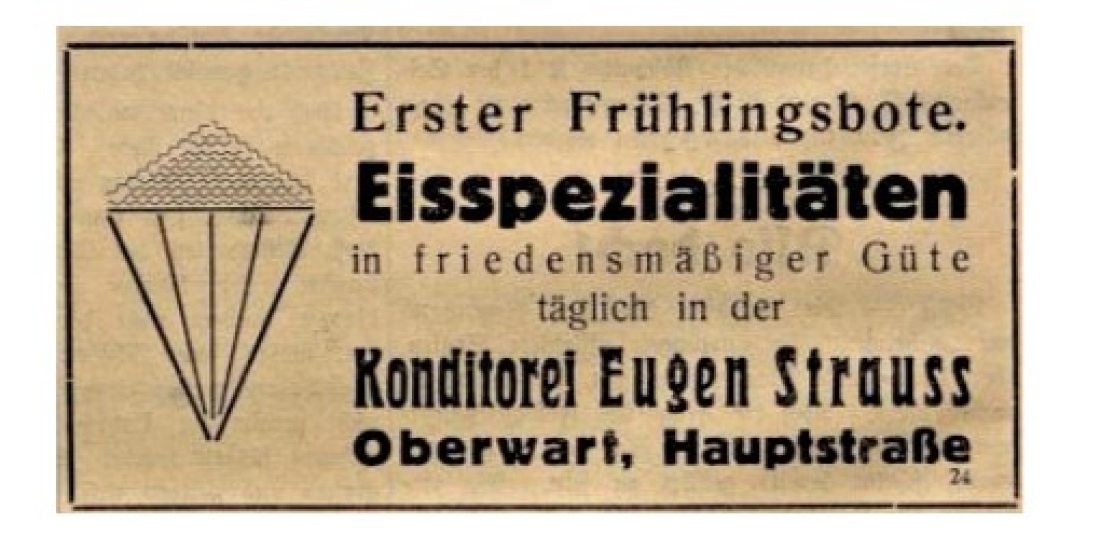 Erster Frühlingsbote.
Eisspezialitäten
in friedensmäßiger Güte
täglich in der
Konditorei Eugen Strauss
Oberwart, Hauptstraße
24